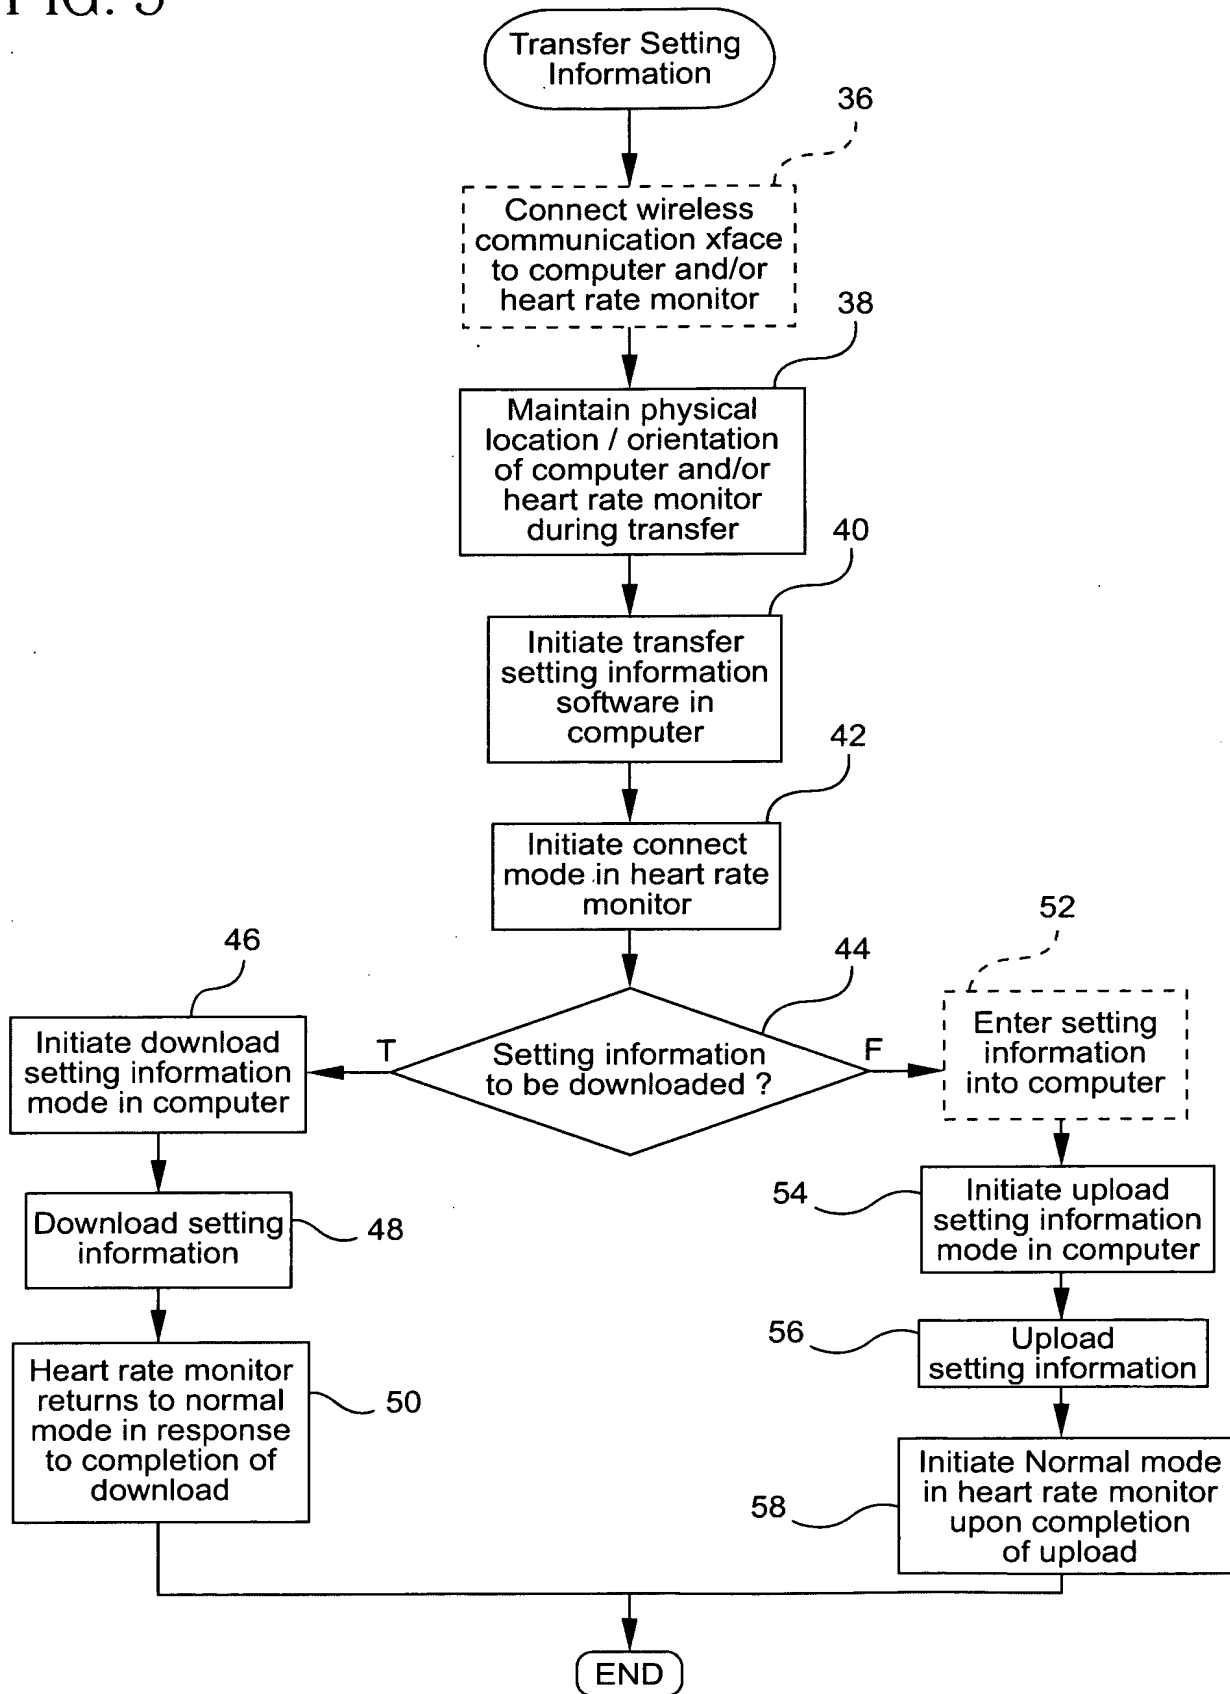 FIG. 3
Transfer Setting
Information
36
Connect wireless
communication xface
to computer and/or
heart rate monitor
38
Maintain physical
location / orientation
of computer and/or
heart rate monitor
during transfer
40
Initiate transfer
setting information
software in
computer
42
Initiate connect
mode in heart rate
monitor
44
Setting information
to be downloaded ?
T
F
46
Initiate download
setting information
mode in computer
Download setting
information
48
Heart rate monitor
returns to normal
mode in response
to completion of
download
50
52
Enter setting
information
into computer
54
Initiate upload
setting information
mode in computer
56
Upload
setting information
58
Initiate Normal mode
in heart rate monitor
upon completion
of upload
END